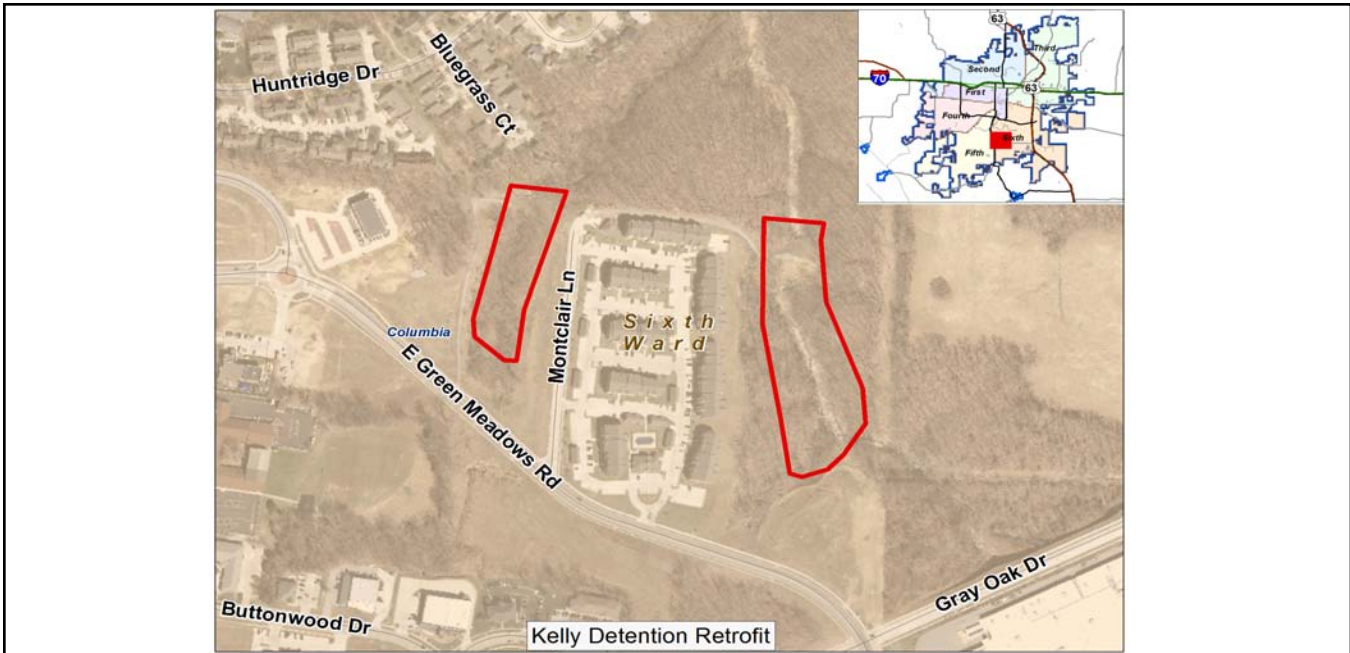 63
Third
Second
70
63
First
Fourth
Sixth
Fifth
Huntridge Dr
Bluegrass Ct
Montclair Ln
Columbia
Sixth
Ward
E Green Meadows Rd
Gray Oak Dr
Buttonwood Dr
Kelly Detention Retrofit